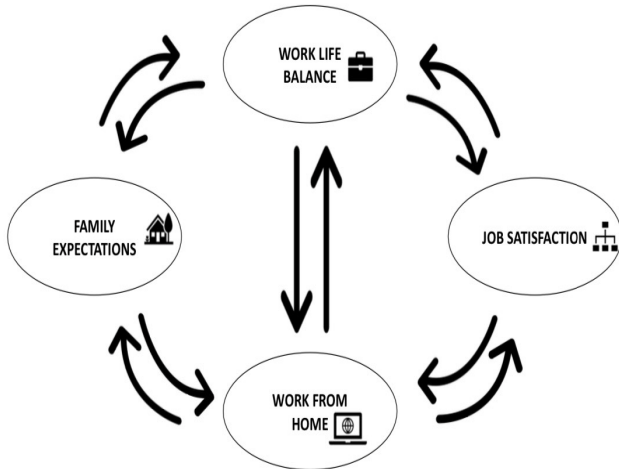 WORK LIFE
BALANCE
FAMILY
EXPECTATIONS
JOB SATISFACTION
WORK FROM
HOME